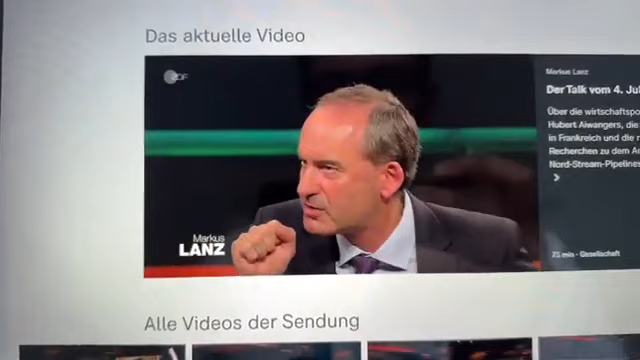 Das aktuelle Video
ZDF
Markus Lanz
Der Talk vom 4. Jul
Über die wirtschaftspo
Hubert Aiwangers, die
in Frankreich und die
Recherchen zu dem A
Nord-Stream-Pipelines
Markus
LANZ
75 min · Gesellschaft
Alle Videos der Sendung